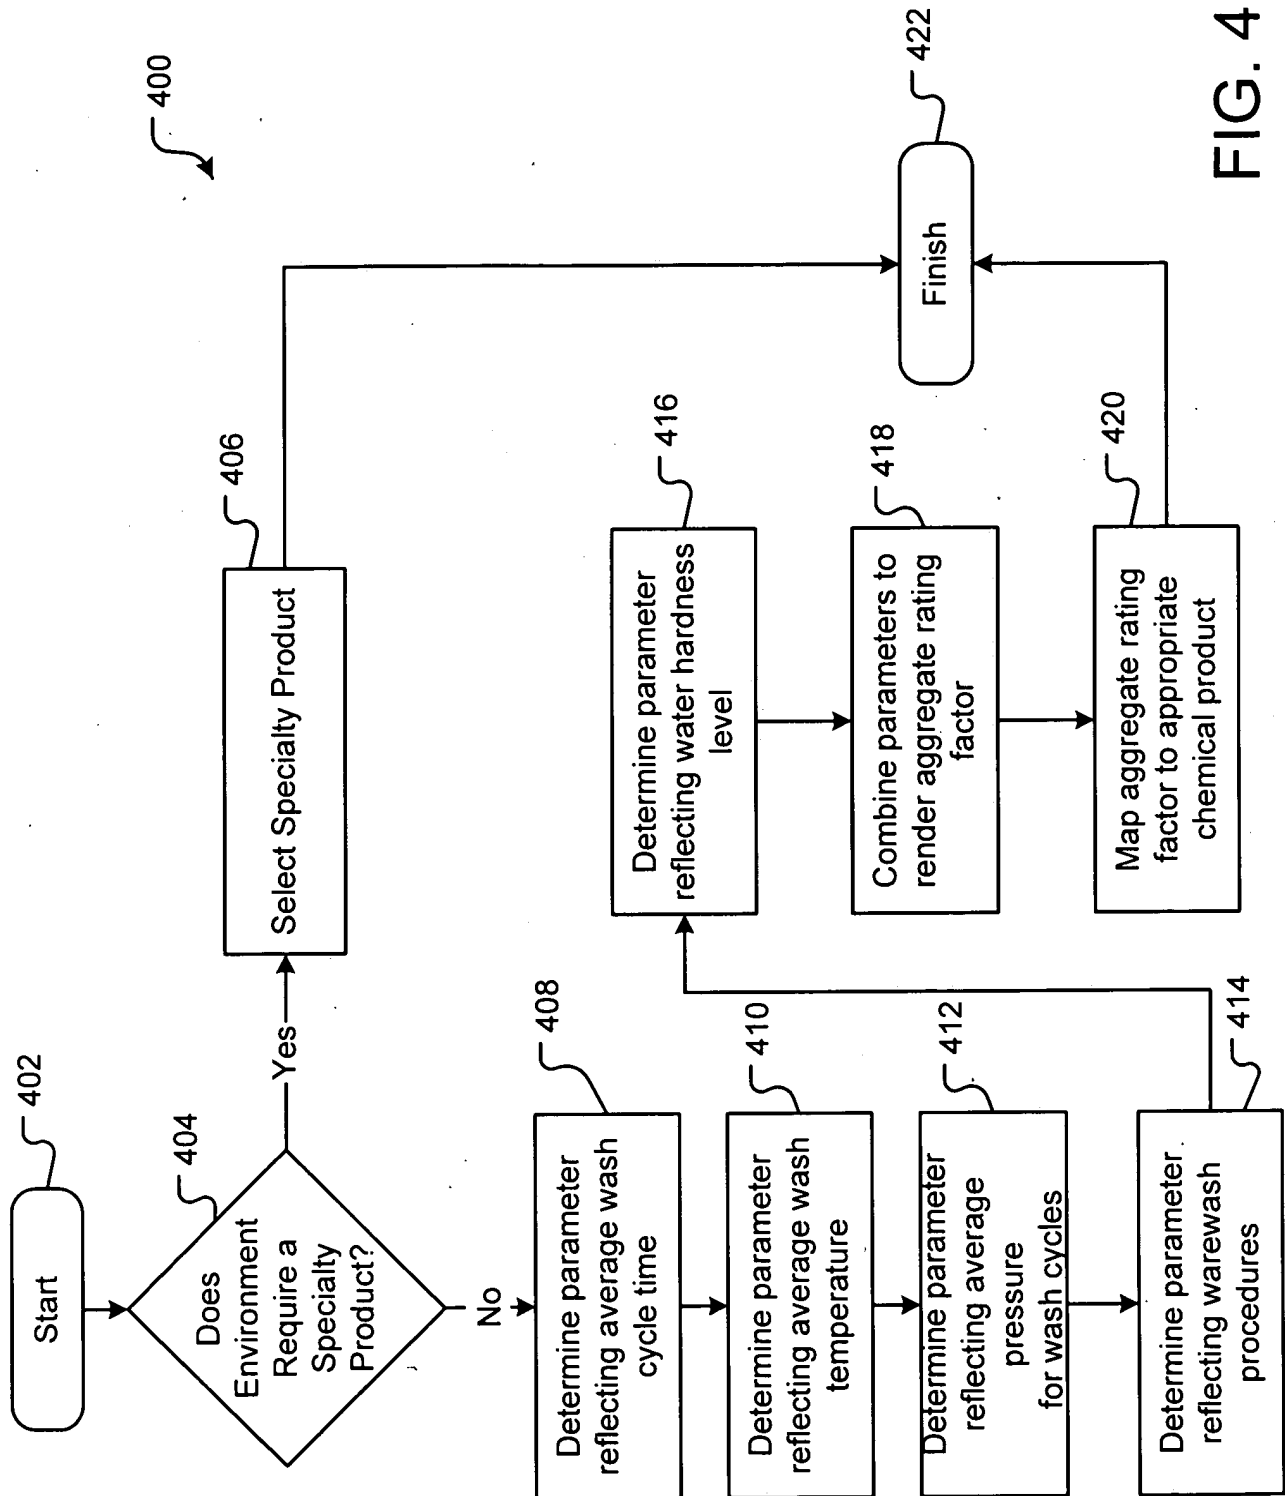 400
Start
402
Does
Environment
Require a
Specialty
Product?
404
Yes
Select Specialty Product
406
No
Determine parameter
reflecting average wash
cycle time
408
Determine parameter
reflecting average wash
temperature
410
Determine parameter
reflecting average
pressure
for wash cycles
412
Determine parameter
reflecting warewash
procedures
414
Determine parameter
reflecting water hardness
level
416
Combine parameters to
render aggregate rating
factor
418
Map aggregate rating
factor to appropriate
chemical product
420
Finish
422
FIG. 4